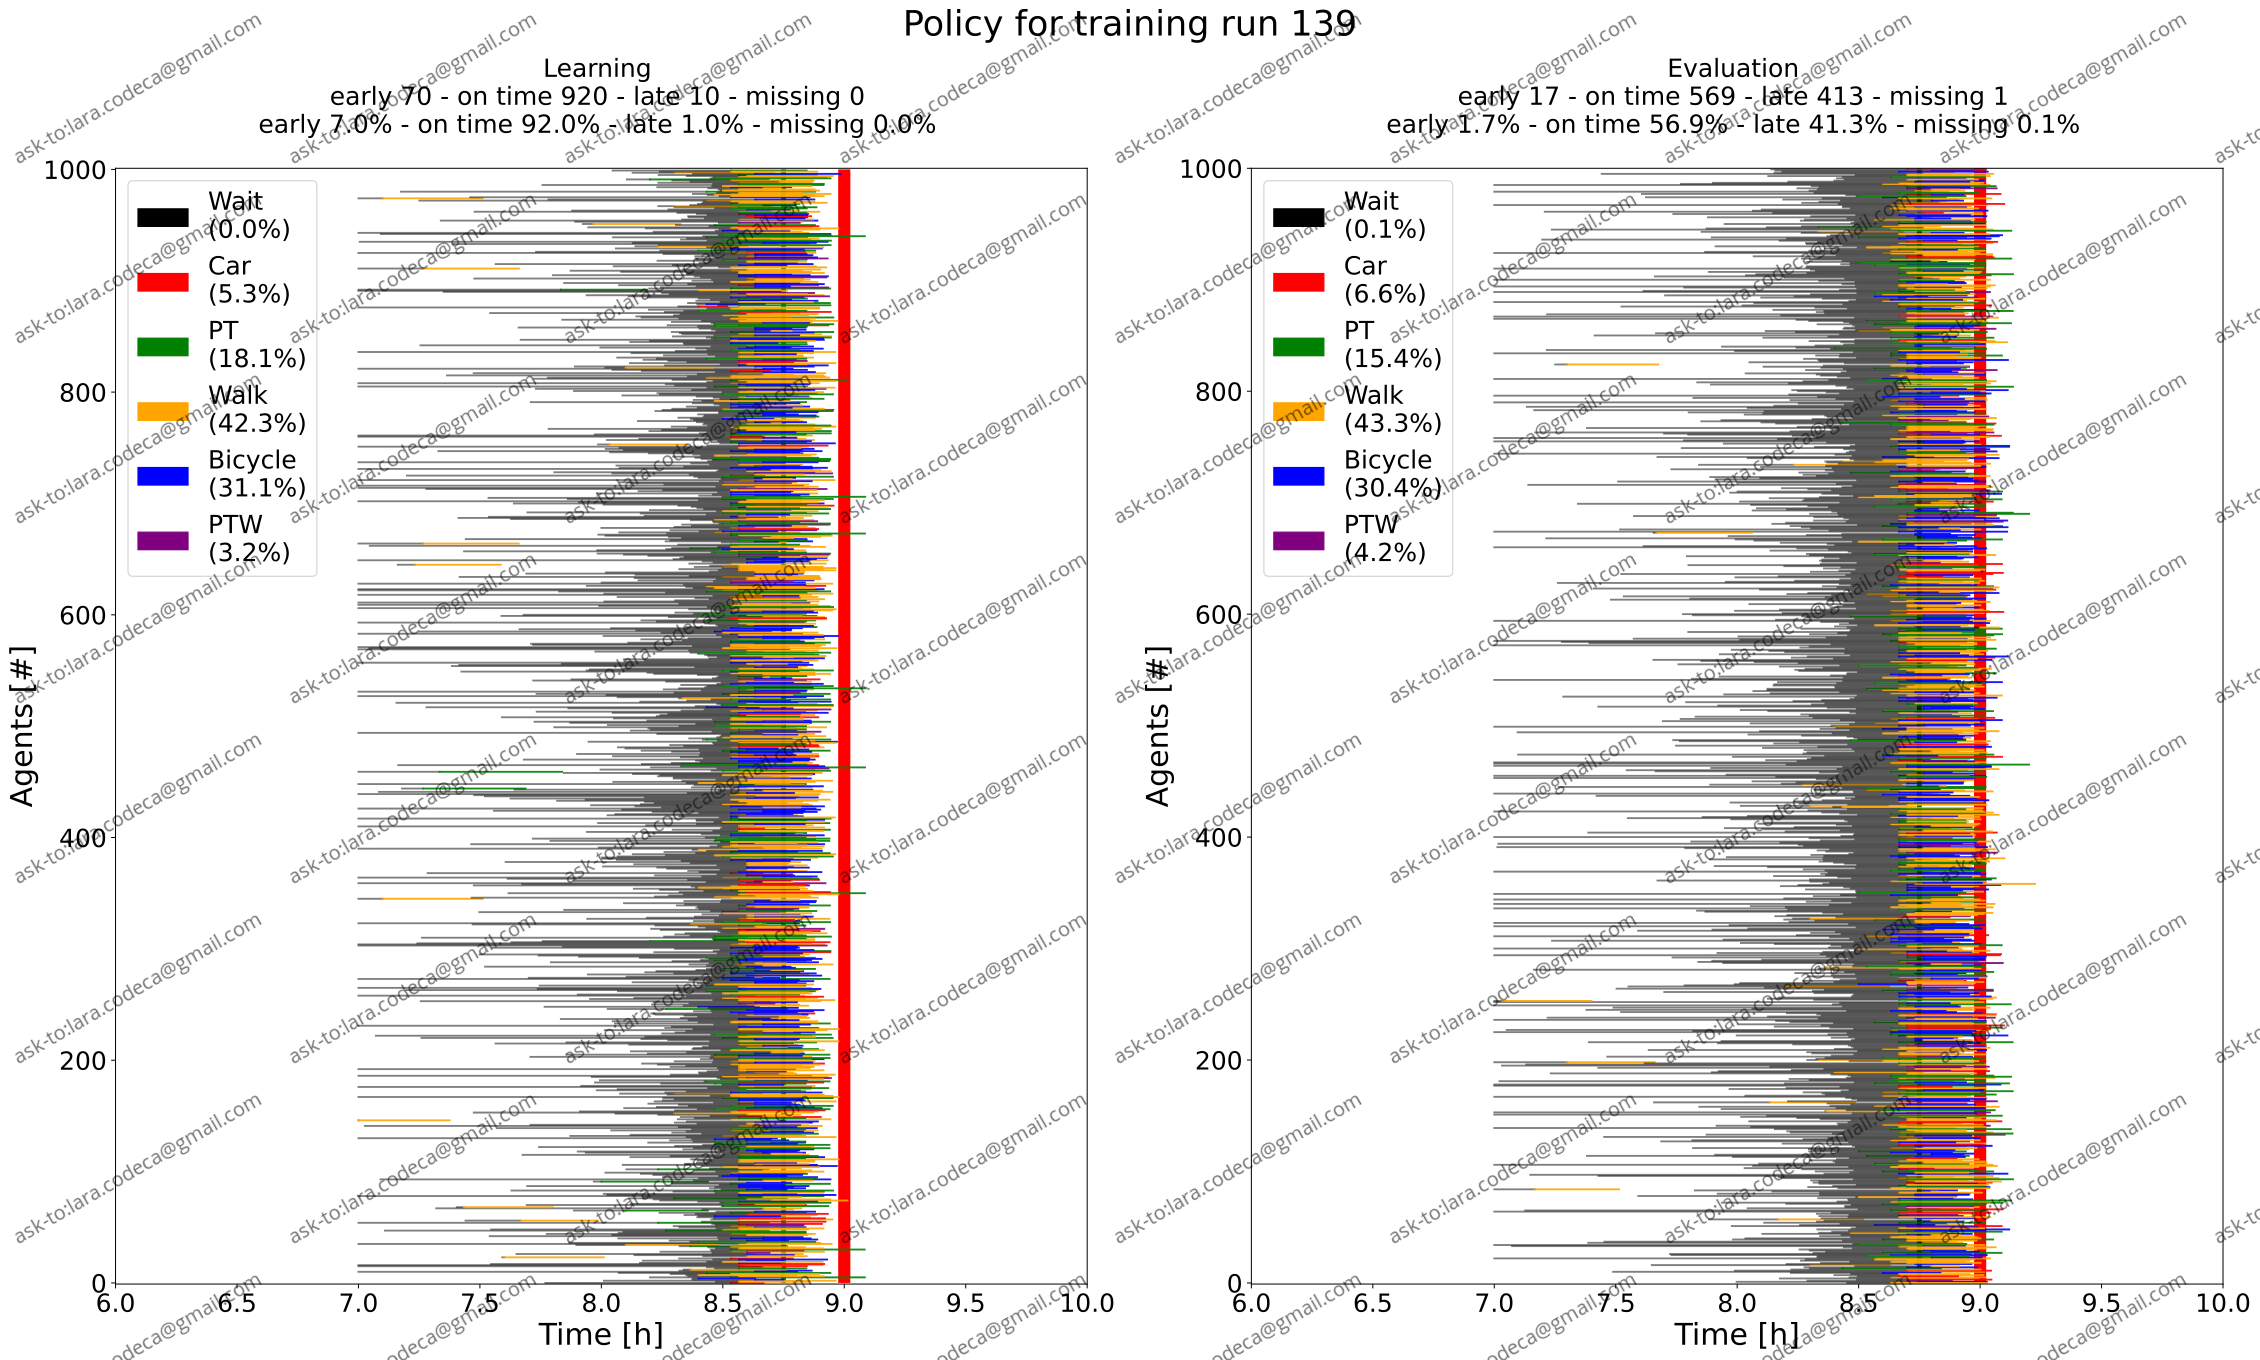 Policy for training run 139
Learning
early 70 - on time 920 - late 10 - missing 0
early 7.0% - on time 92.0% - late 1.0% - missing 0.0%
Agents [#]
1000
800
600
400
200
0
Wait
(0.0%)
Car
(5.3%)
PT
(18.1%)
Walk
(42.3%)
Bicycle
(31.1%)
PTW
(3.2%)
6.0 6.5 7.0 7.5 8.0 8.5 9.0 9.5 10.0
Time [h]
Evaluation
early 17 - on time 569 - late 413 - missing 1
early 1.7% - on time 56.9% - late 41.3% - missing 0.1%
Agents [#]
1000
800
600
400
200
0
Wait
(0.1%)
Car
(6.6%)
PT
(15.4%)
Walk
(43.3%)
Bicycle
(30.4%)
PTW
(4.2%)
6.0 6.5 7.0 7.5 8.0 8.5 9.0 9.5 10.0
Time [h]
ask-to:lara.codeca@gmail.com